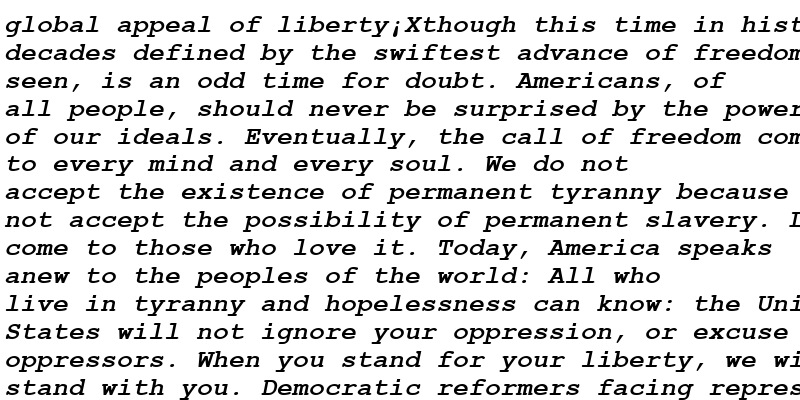 global appeal of liberty¡Xthough this time in hist
decades defined by the swiftest advance of freedom
seen, is an odd time for doubt. Americans, of
all people, should never be surprised by the power
of our ideals. Eventually, the call of freedom com
to every mind and every soul. We do not
accept the existence of permanent tyranny because
not accept the possibility of permanent slavery.
come to those who love it. Today, America speaks
anew to the peoples of the world: All who
live in tyranny and hopelessness can know: the Uni
States will not ignore your oppression, or excuse
oppressors. When you stand for your liberty, we wi
stand with you. Democratic reformers facing repres